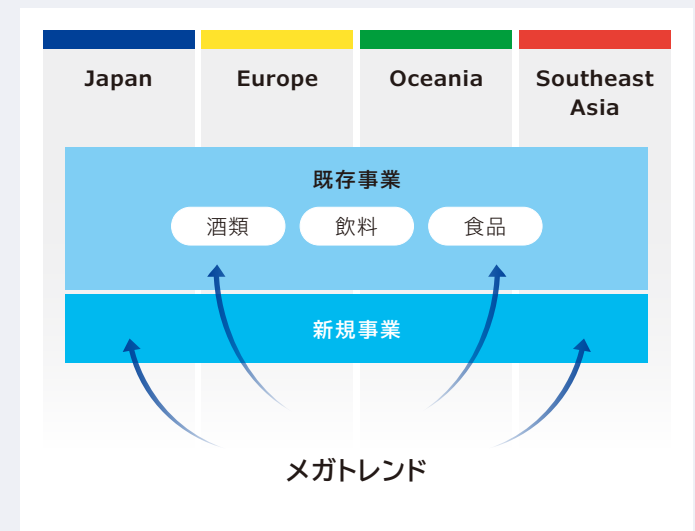 Japan
Europe
Oceania
Southeast
Asia
既存事業
酒類
飲料
食品
新規事業
メガトレンド